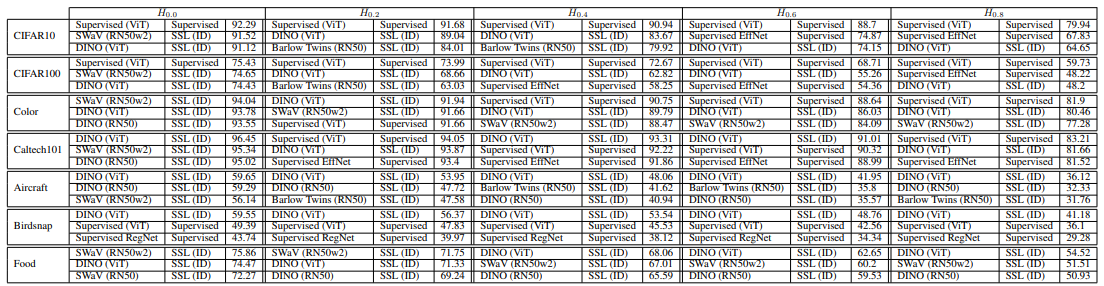 H0.0 H0.2 H0.4 H0.6 H0.8
CIFAR10
Supervised (ViT) Supervised 92.29 Supervised (ViT) Supervised 91.68 Supervised (ViT) Supervised 90.94 Supervised (ViT) Supervised 88.7 Supervised (ViT) Supervised 79.94
SWaV (RN50w2) SSL (ID) 91.52 DINO (ViT) SSL (ID) 89.04 DINO (ViT) SSL (ID) 83.67 Supervised EffNet Supervised 74.87 Supervised EffNet Supervised 67.83
DINO (ViT) SSL (ID) 91.12 Barlow Twins (RN50) SSL (ID) 84.01 Barlow Twins (RN50) SSL (ID) 79.92 DINO (ViT) SSL (ID) 74.15 DINO (ViT) SSL (ID) 64.65
CIFAR100
Supervised (ViT) Supervised 75.43 Supervised (ViT) Supervised 73.99 Supervised (ViT) Supervised 72.67 Supervised (ViT) Supervised 68.71 Supervised (ViT) Supervised 59.73
SWaV (RN50w2) SSL (ID) 74.65 DINO (ViT) SSL (ID) 68.66 DINO (ViT) SSL (ID) 62.82 DINO (ViT) SSL (ID) 55.26 Supervised EffNet Supervised 48.22
DINO (ViT) SSL (ID) 74.43 Barlow Twins (RN50) SSL (ID) 63.03 Supervised EffNet Supervised 58.25 Supervised EffNet Supervised 54.36 DINO (ViT) SSL (ID) 48.2
Color
SWaV (RN50w2) SSL (ID) 94.04 DINO (ViT) SSL (ID) 91.94 Supervised (ViT) Supervised 90.75 Supervised (ViT) Supervised 88.64 Supervised (ViT) Supervised 81.9
DINO (ViT) SSL (ID) 93.78 SWaV (RN50w2) SSL (ID) 91.66 DINO (ViT) SSL (ID) 89.79 DINO (ViT) SSL (ID) 86.03 DINO (ViT) SSL (ID) 80.46
DINO (RN50) SSL (ID) 93.55 Supervised (ViT) Supervised 91.66 SWaV (RN50w2) SSL (ID) 88.47 SWaV (RN50w2) SSL (ID) 84.09 SWaV (RN50w2) SSL (ID) 77.28
Caltech101
DINO (ViT) SSL (ID) 96.45 Supervised (ViT) Supervised 94.05 DINO (ViT) SSL (ID) 93.31 DINO (ViT) SSL (ID) 91.01 Supervised (ViT) Supervised 83.21
SWaV (RN50w2) SSL (ID) 95.34 DINO (ViT) SSL (ID) 93.87 Supervised (ViT) Supervised 92.22 Supervised (ViT) Supervised 90.32 DINO (ViT) SSL (ID) 81.66
DINO (RN50) SSL (ID) 95.02 Supervised EffNet Supervised 93.4 Supervised EffNet Supervised 91.86 Supervised EffNet Supervised 88.99 Supervised EffNet Supervised 81.52
Aircraft
DINO (ViT) SSL (ID) 59.65 DINO (ViT) SSL (ID) 53.95 DINO (ViT) SSL (ID) 48.06 DINO (ViT) SSL (ID) 41.95 DINO (ViT) SSL (ID) 36.12
DINO (RN50) SSL (ID) 59.29 DINO (RN50) SSL (ID) 47.72 Barlow Twins (RN50) SSL (ID) 41.62 Barlow Twins (RN50) SSL (ID) 35.8 DINO (RN50) SSL (ID) 32.33
SWaV (RN50w2) SSL (ID) 56.14 Barlow Twins (RN50) SSL (ID) 47.58 DINO (RN50) SSL (ID) 40.94 DINO (RN50) SSL (ID) 35.57 Barlow Twins (RN50) SSL (ID) 31.76
Birdsnap
DINO (ViT) SSL (ID) 59.55 DINO (ViT) SSL (ID) 56.37 DINO (ViT) SSL (ID) 53.54 DINO (ViT) SSL (ID) 48.76 DINO (ViT) SSL (ID) 41.18
Supervised (ViT) Supervised 49.39 Supervised (ViT) Supervised 47.83 Supervised (ViT) Supervised 45.53 Supervised (ViT) Supervised 42.56 Supervised (ViT) Supervised 36.1
Supervised RegNet Supervised 43.74 Supervised RegNet Supervised 39.97 Supervised RegNet Supervised 38.12 Supervised RegNet Supervised 34.34 Supervised RegNet Supervised 29.28
Food
SWaV (RN50w2) SSL (ID) 75.86 SWaV (RN50w2) SSL (ID) 71.75 DINO (ViT) SSL (ID) 68.06 DINO (ViT) SSL (ID) 62.65 DINO (ViT) SSL (ID) 54.52
DINO (ViT) SSL (ID) 74.47 DINO (ViT) SSL (ID) 71.33 SWaV (RN50w2) SSL (ID) 67.01 SWaV (RN50w2) SSL (ID) 60.2 SWaV (RN50w2) SSL (ID) 51.51
SWaV (RN50) SSL (ID) 72.27 DINO (RN50) SSL (ID) 69.24 DINO (RN50) SSL (ID) 65.59 DINO (RN50) SSL (ID) 59.53 DINO (RN50) SSL (ID) 50.93